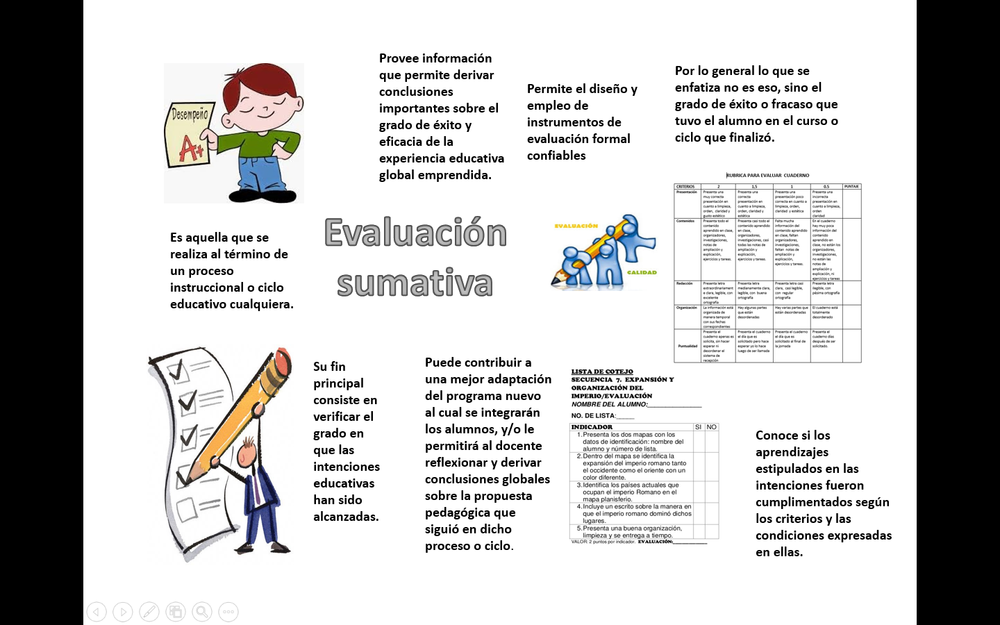 Desempeño
A+
Provee información
que permite derivar
conclusiones
importantes sobre el
grado de éxito y
eficacia de la
experiencia educativa
global emprendida.
Permite el diseño y
empleo de
instrumentos de
evaluación formal
confiables
Por lo general lo que se
enfatiza no es eso, sino el
grado de éxito o fracaso que
tuvo el alumno en el curso o
ciclo que finalizó.
Es aquella que se
realiza al término de
un proceso
instruccional o ciclo
educativo cualquiera.
Evaluación
sumativa
EVALUACIÓN
CALIDAD
RUBRICA PARA EVALUAR CUADERNO
CRITERIOS 2 1.5 1 0.5 PUNTAJE
Presentación
Presenta una
muy correcta
presentación en
cuanto a limpieza,
orden, claridad y
gusto estético
Presenta una
correcta
presentación en
cuanto a limpieza,
orden, claridad y
estética
Presenta una
presentación poco
correcta en cuanto a
limpieza, orden,
claridad y estética
Presenta una
incorrecta
presentación en
cuanto a limpieza,
orden
claridad
Contenidos
Presenta todo el
contenido
aprendido en clase,
organizadores,
investigaciones,
notas de
ampliación y
explicación,
ejercicios y tareas.
Presenta casi todo el
contenido aprendido
en clase,
organizadores,
investigaciones, casi
todas las notas de
ampliación y
explicación,
ejercicios y tareas.
Falta mucha
información del
contenido aprendido
en clase, faltan
organizadores,
investigaciones,
faltan notas de
ampliación y
explicación,
ejercicios y tareas.
En el cuaderno
hay muy poca
información del
contenido
aprendido en
clase, no están los
organizadores,
investigaciones,
no están las
notas de
ampliación y
explicación, ni
ejercicios y tareas
Redacción
Presenta letra
extraordinariament
e clara, legible, con
excelente
ortografía
Presenta letra
medianamente clara,
legible, con buena
ortografía
Presenta letra casi
clara, casi legible,
con regular
ortografía
Presenta letra
ilegible, con
pésima ortografía
Organización
La información está
organizada de
manera temporal
con sus fechas
correspondientes
Hay algunas partes
que están
desordenadas
Hay varias partes que
están desordenadas
El cuaderno está
totalmente
desordenado
Puntualidad
Presenta el
cuaderno apenas es
solicita, sin hacer
esperar ni
desordenar el
sistema de
recepción
Presenta el cuaderno
el día que es
solicitado pero hace
esperar yo lo hace
luego de ser llamada
Presenta el cuaderno
el día que es
solicitado al final de
la jornada
Presenta el
cuaderno días
después de ser
solicitado.
Su fin
principal
consiste en
verificar el
grado en
que las
intenciones
educativas
han sido
alcanzadas.
Puede contribuir a
una mejor adaptación
del programa nuevo
al cual se integrarán
los alumnos, y/o le
permitirá al docente
reflexionar y derivar
conclusiones globales
sobre la propuesta
pedagógica que
siguió en dicho
proceso o ciclo.
LISTA DE COTEJO
SECUENCIA 7. EXPANSIÓN Y
ORGANIZACIÓN DEL
IMPERIO/EVALUACIÓN
NOMBRE DEL ALUMNO:_______________
NO. DE LISTA:_____
INDICADOR SI NO
1. Presenta los dos mapas con los
datos de identificación: nombre del
alumno y número de lista.
2. Dentro del mapa se identifica la
expansión del imperio romano tanto
el occidente como el oriente con un
color diferente.
3. Identifica los países actuales que
ocupan el imperio Romano en el
mapa planisferio.
4. Incluye un escrito sobre la manera en
que el imperio romano dominó dichos
lugares.
5. Presenta una buena organización,
limpieza y se entrega a tiempo.
VALOR: 2 puntos por indicador. EVALUACIÓN:______________
Conoce si los
aprendizajes
estipulados en las
intenciones fueron
cumplimentados según
los criterios y las
condiciones expresadas
en ellas.